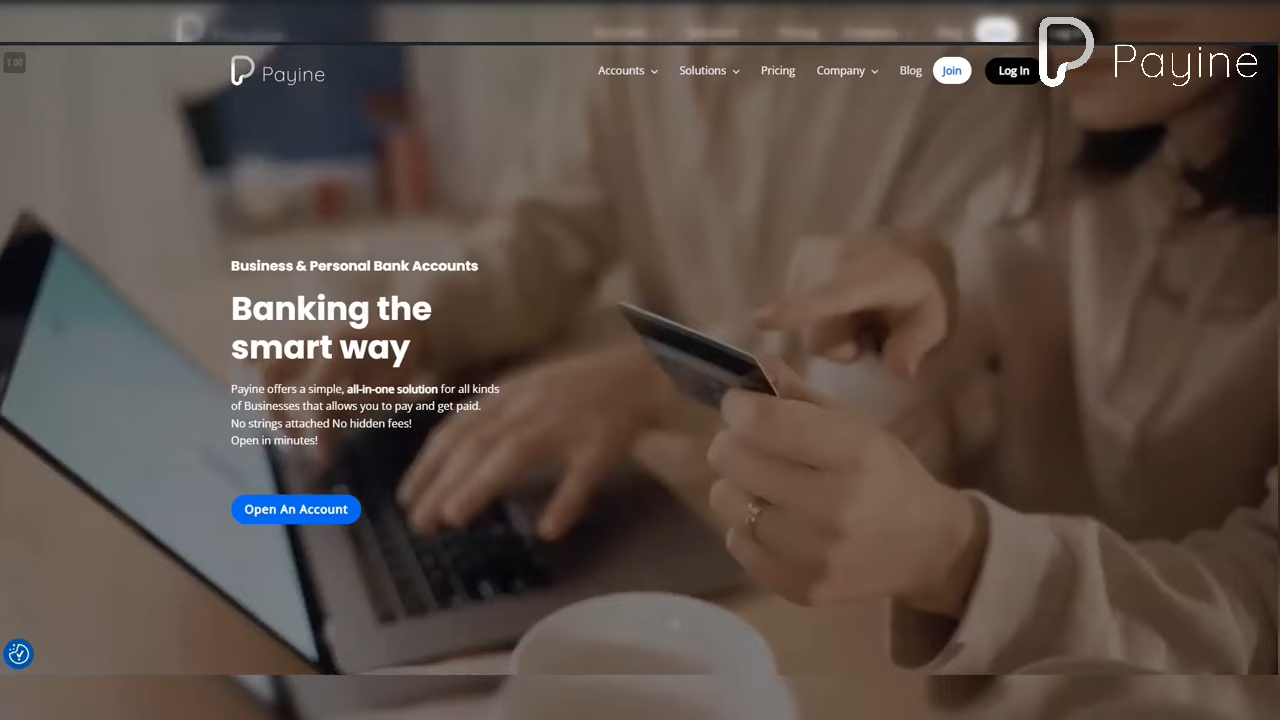 Payine
Accounts
Solutions
Pricing
Company
Blog
Join
Log In
Payine
Business & Personal Bank Accounts
Banking the
smart way
Payine offers a simple, all-in-one solution for all kinds
of Businesses that allows you to pay and get paid.
No strings attached No hidden fees!
Open in minutes!
Open An Account